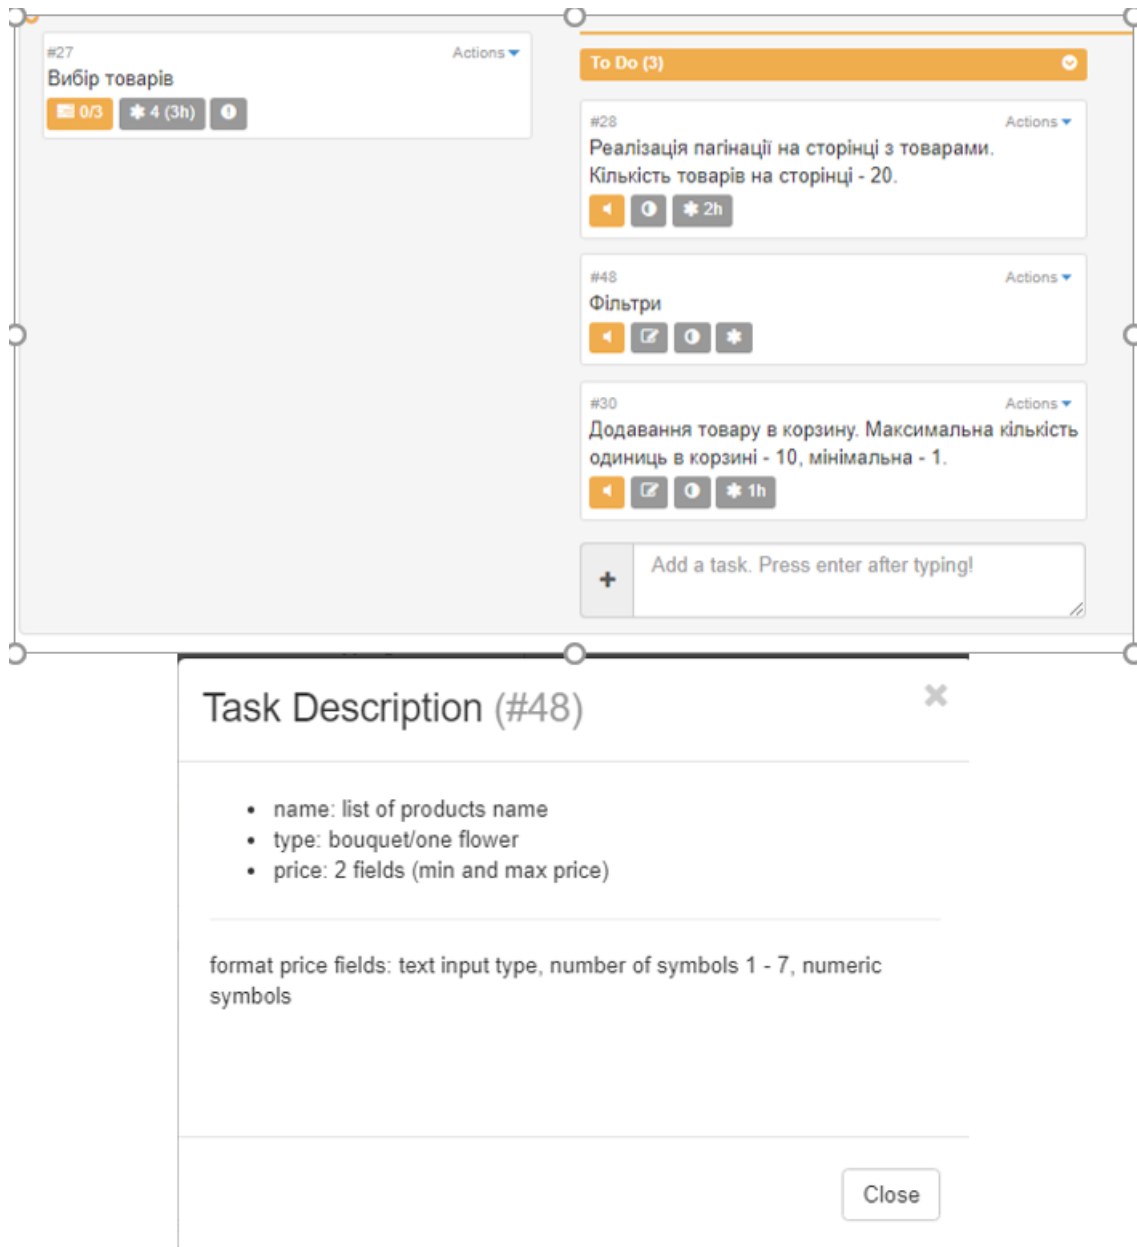 #27 Actions
Вибір товарів
0/3 4 (3h)
To Do (3)
#28 Actions
Реалізація пагінації на сторінці з товарами.
Кількість товарів на сторінці - 20.
2h
#48 Actions
Фільтри
#30 Actions
Додавання товару в корзину. Максимальна кількість
одиниць в корзині - 10, мінімальна - 1.
1h
Add a task. Press enter after typing!
Task Description (#48)
name: list of products name
type: bouquet/one flower
price: 2 fields (min and max price)
format price fields: text input type, number of symbols 1 - 7, numeric
symbols
Close